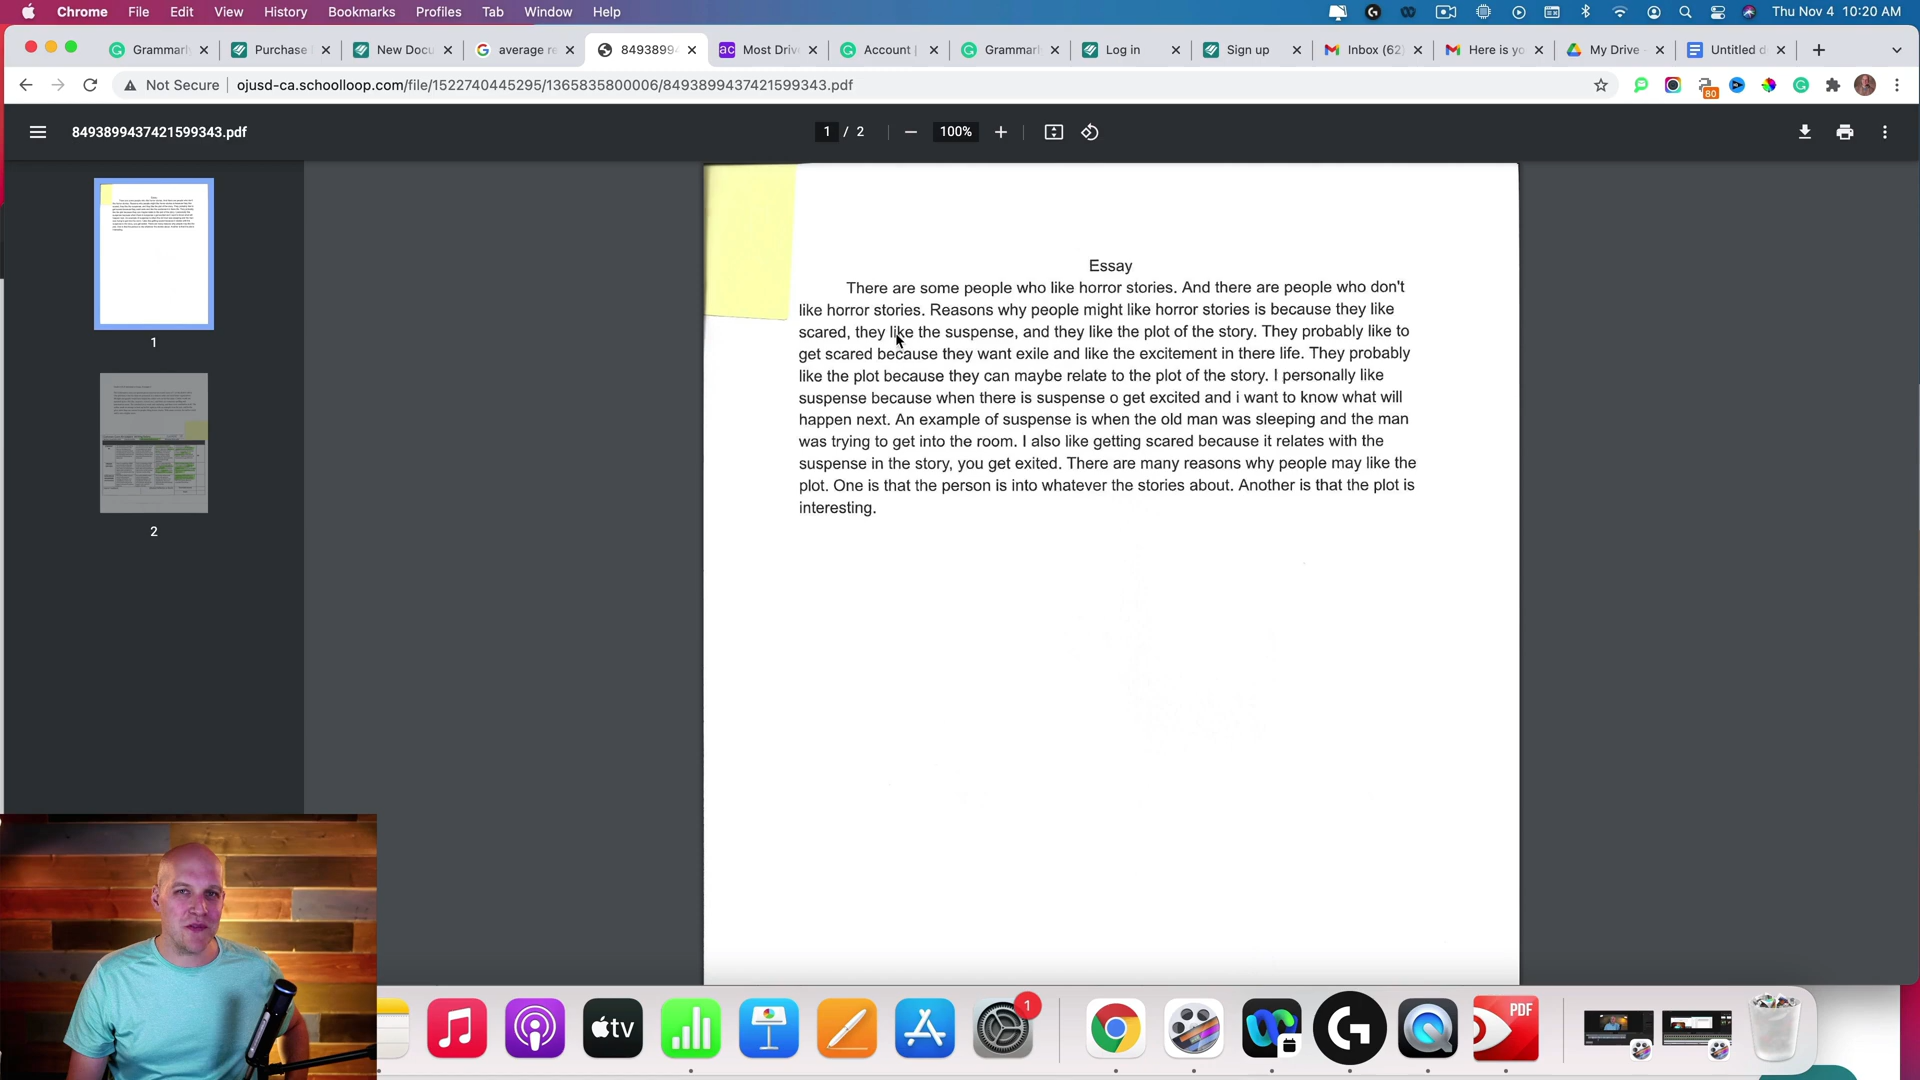 Chrome File Edit View History Bookmarks Profiles Tab Window Help Thu Nov 4 10:20 AM
Grammarl Purchase New Docu average re 8493899 ac Most Driv Account | Grammarl Log in Sign up Inbox (62) Here is yo My Drive - Untitled d
Not Secure ojusd-ca.schoolloop.com/file/1522740445295/1365835800006/8493899437421599343.pdf 80
8493899437421599343.pdf 1 / 2 100%
1
2
Essay
There are some people who like horror stories. And there are people who don't
like horror stories. Reasons why people might like horror stories is because they like
scared, they like the suspense, and they like the plot of the story. They probably like to
get scared because they want exile and like the excitement in there life. They probably
like the plot because they can maybe relate to the plot of the story. I personally like
suspense because when there is suspense o get excited and i want to know what will
happen next. An example of suspense is when the old man was sleeping and the man
was trying to get into the room. I also like getting scared because it relates with the
suspense in the story, you get exited. There are many reasons why people may like the
plot. One is that the person is into whatever the stories about. Another is that the plot is
interesting.
tv 1 PDF